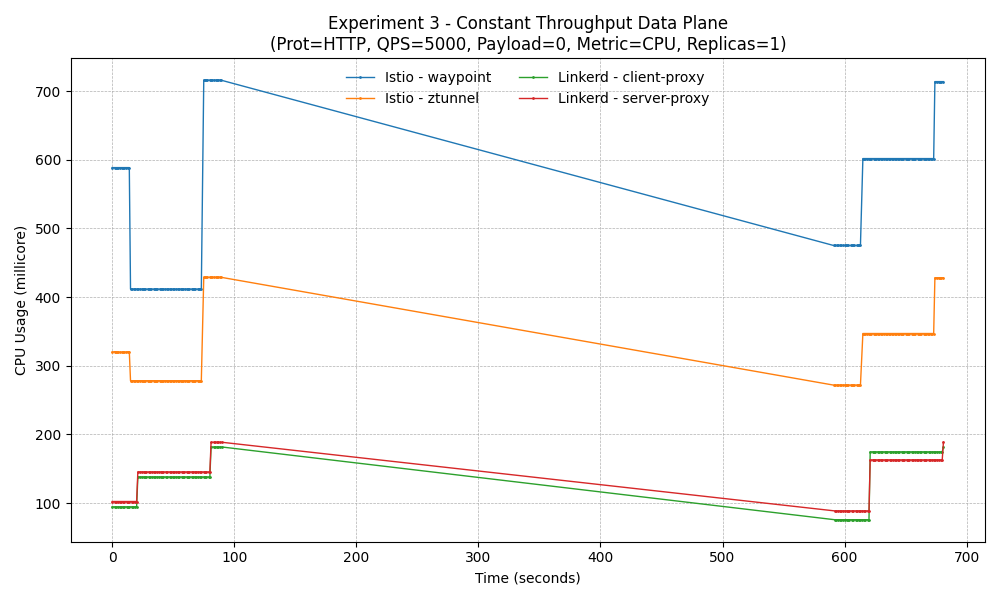 Experiment 3 - Constant Throughput Data Plane
(Prot=HTTP, QPS=5000, Payload=0, Metric=CPU, Replicas=1)
Istio - waypoint
Istio - ztunnel
Linkerd - client-proxy
Linkerd - server-proxy
CPU Usage (millicore)
700
600
500
400
300
200
100
0 100 200 300 400 500 600 700
Time (seconds)